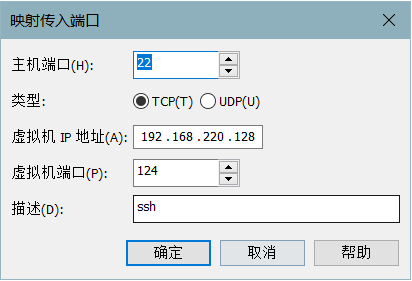 映射传入端口
主机端口(H): 22
类型: TCP(T) UDP(U)
虚拟机 IP 地址(A): 192 . 168 . 220 . 128
虚拟机端口(P): 124
描述(D): ssh
确定 取消 帮助